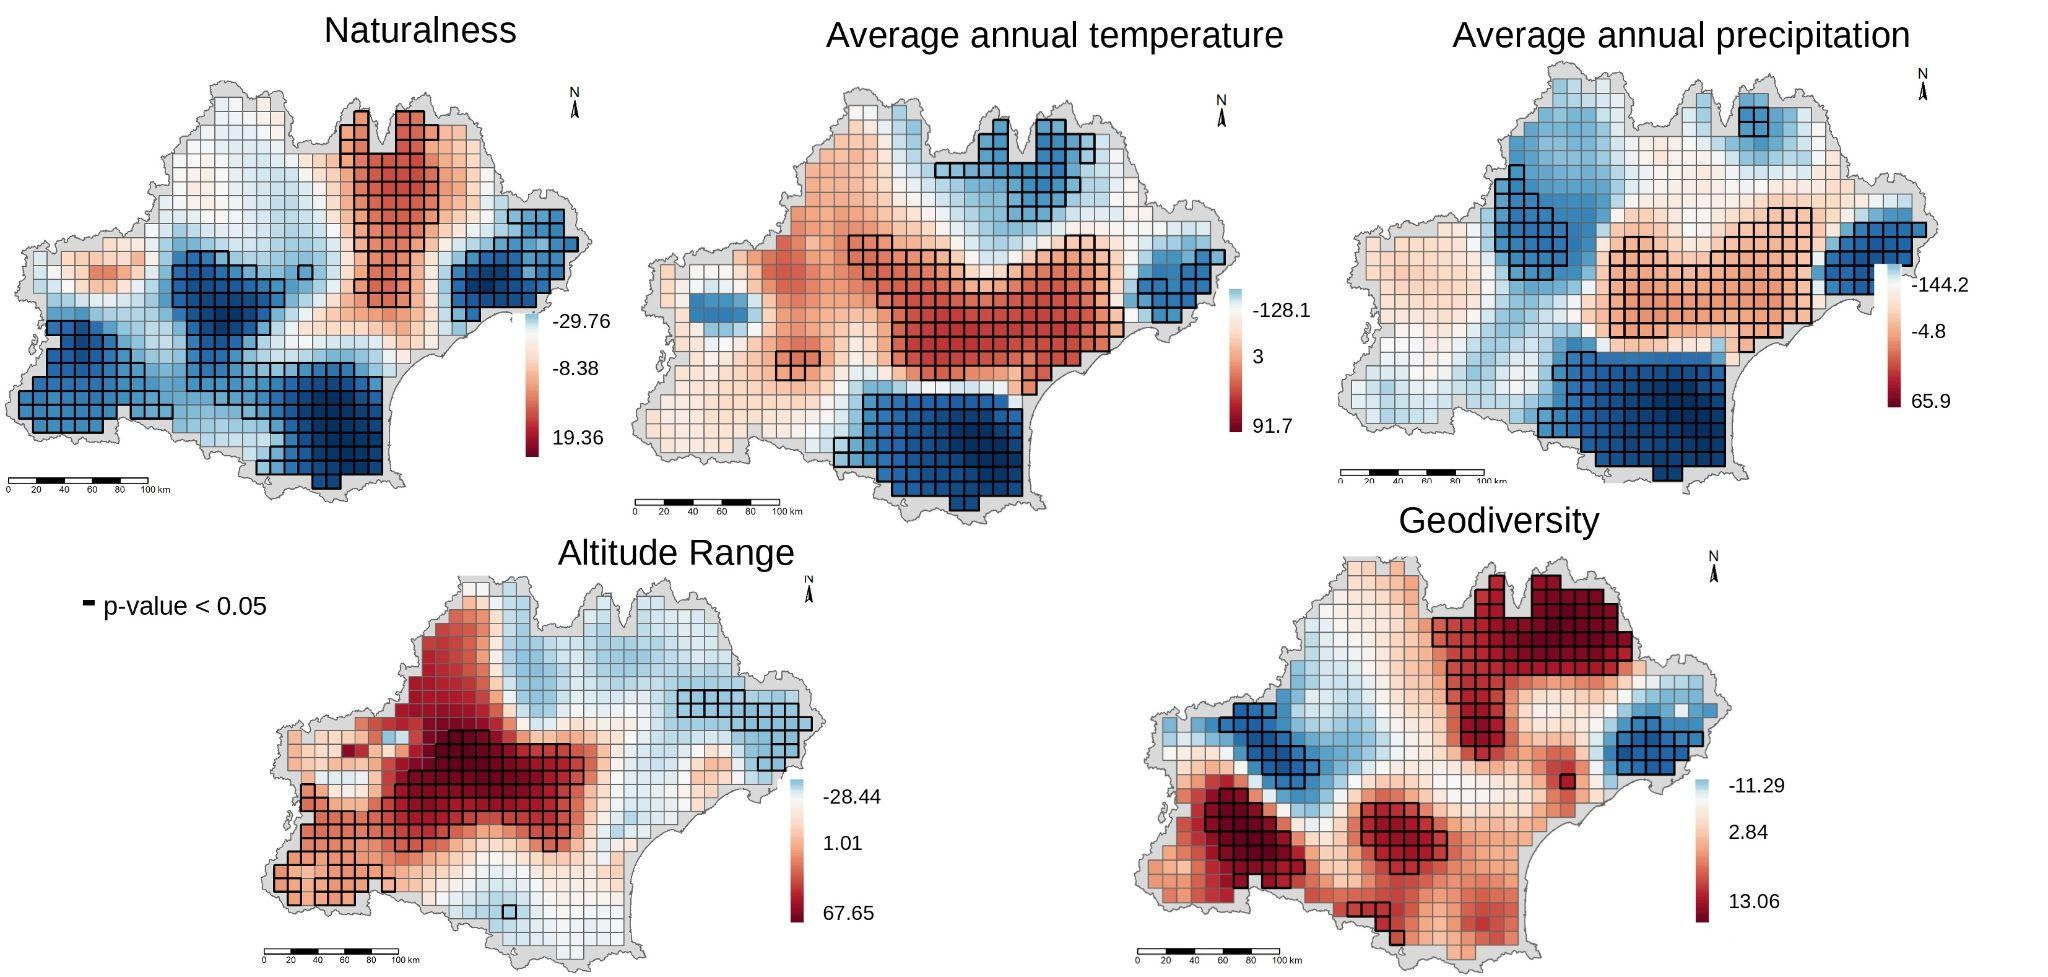 Naturalness
Average annual temperature
Average annual precipitation
N
N
N
-29.76
-8.38
19.36
-128.1
3
91.7
-144.2
-4.8
65.9
0 20 40 60 80 100 km
0 20 40 60 80 100 km
0 20 40 60 80 100 km
Altitude Range
Geodiversity
N
N
p-value < 0.05
-28.44
1.01
67.65
-11.29
2.84
13.06
0 20 40 60 80 100 km
0 20 40 60 80 100 km